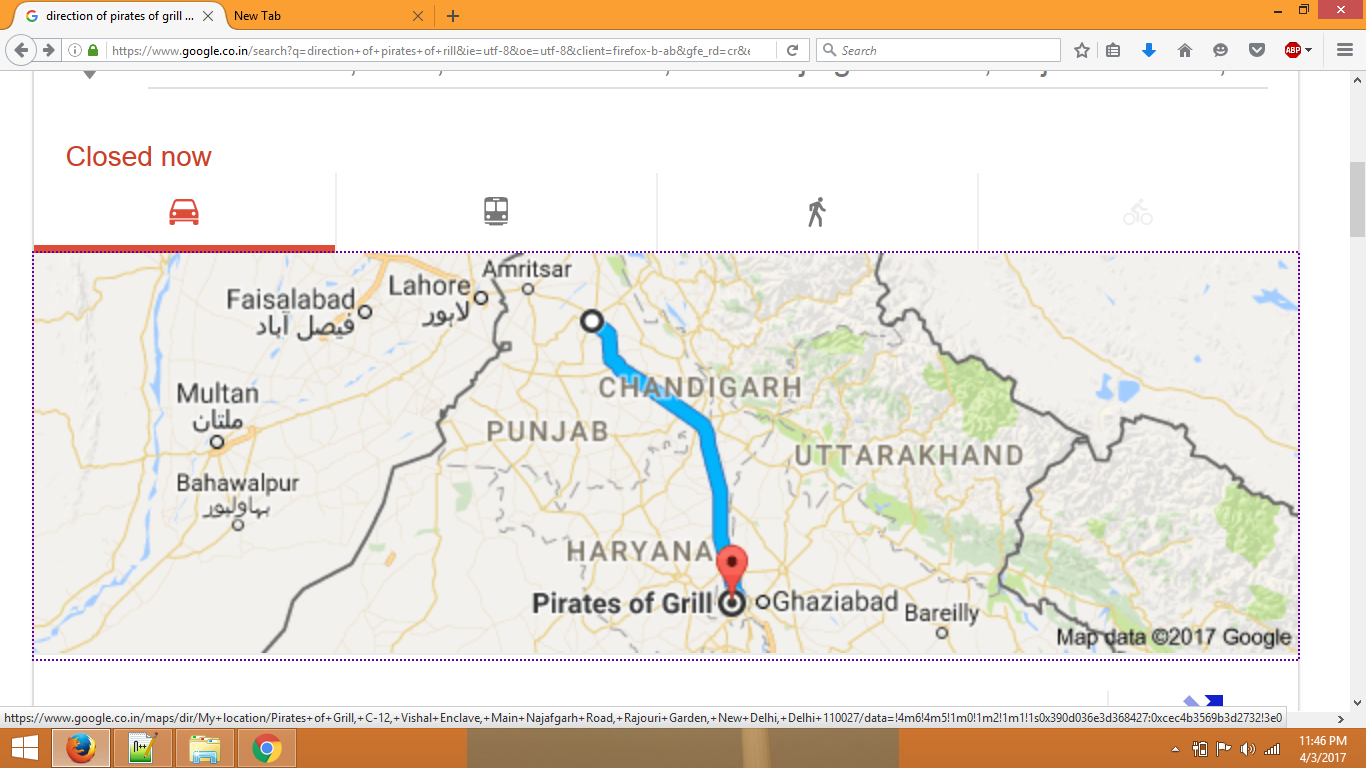 direction of pirates of grill ...
New Tab
https://www.google.co.in/search?q=direction+of+pirates+of+rill&ie=utf-8&oe=utf-8&client=firefox-b-ab&gfe_rd=cr&e
Search
ABP
Closed now
Amritsar
Lahore
لاہور
Faisalabad
فیصل آباد
CHANDIGARH
Multan
ملتان
PUNJAB
UTTARAKHAND
Bahawalpur
بہاولپور
HARYANA
Pirates of Grill
Ghaziabad
Bareilly
Map data ©2017 Google
https://www.google.co.in/maps/dir/My+location/Pirates+of+Grill,+C-12,+Vishal+Enclave,+Main+Najafgarh+Road,+Rajouri+Garden,+New+Delhi,+Delhi+110027/data=!4m6!4m5!1m0!1m2!1m1!1s0x390d036e3d368427:0xcec4b3569b3d2732!3e0
11:46 PM
4/3/2017